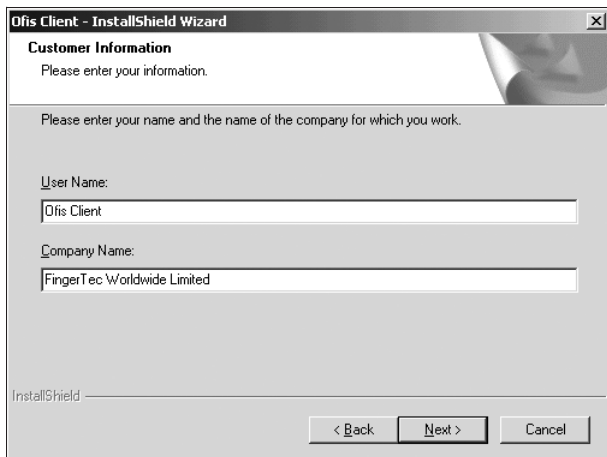 Ofis Client - InstallShield Wizard
Customer Information
Please enter your information.
Please enter your name and the name of the company for which you work.
User Name:
Ofis Client
Company Name:
FingerTec Worldwide Limited
InstallShield
< Back
Next >
Cancel